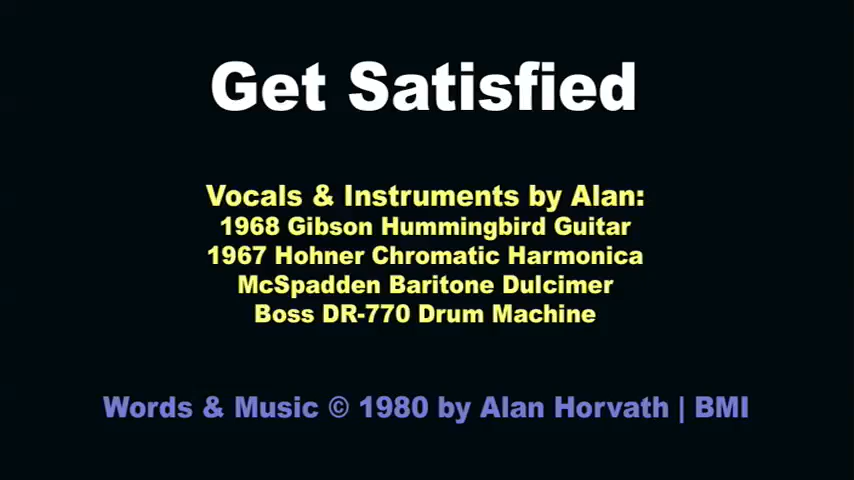 Get Satisfied
Vocals & Instruments by Alan:
1968 Gibson Hummingbird Guitar
1967 Hohner Chromatic Harmonica
McSpadden Baritone Dulcimer
Boss DR-770 Drum Machine
Words & Music © 1980 by Alan Horvath | BMI